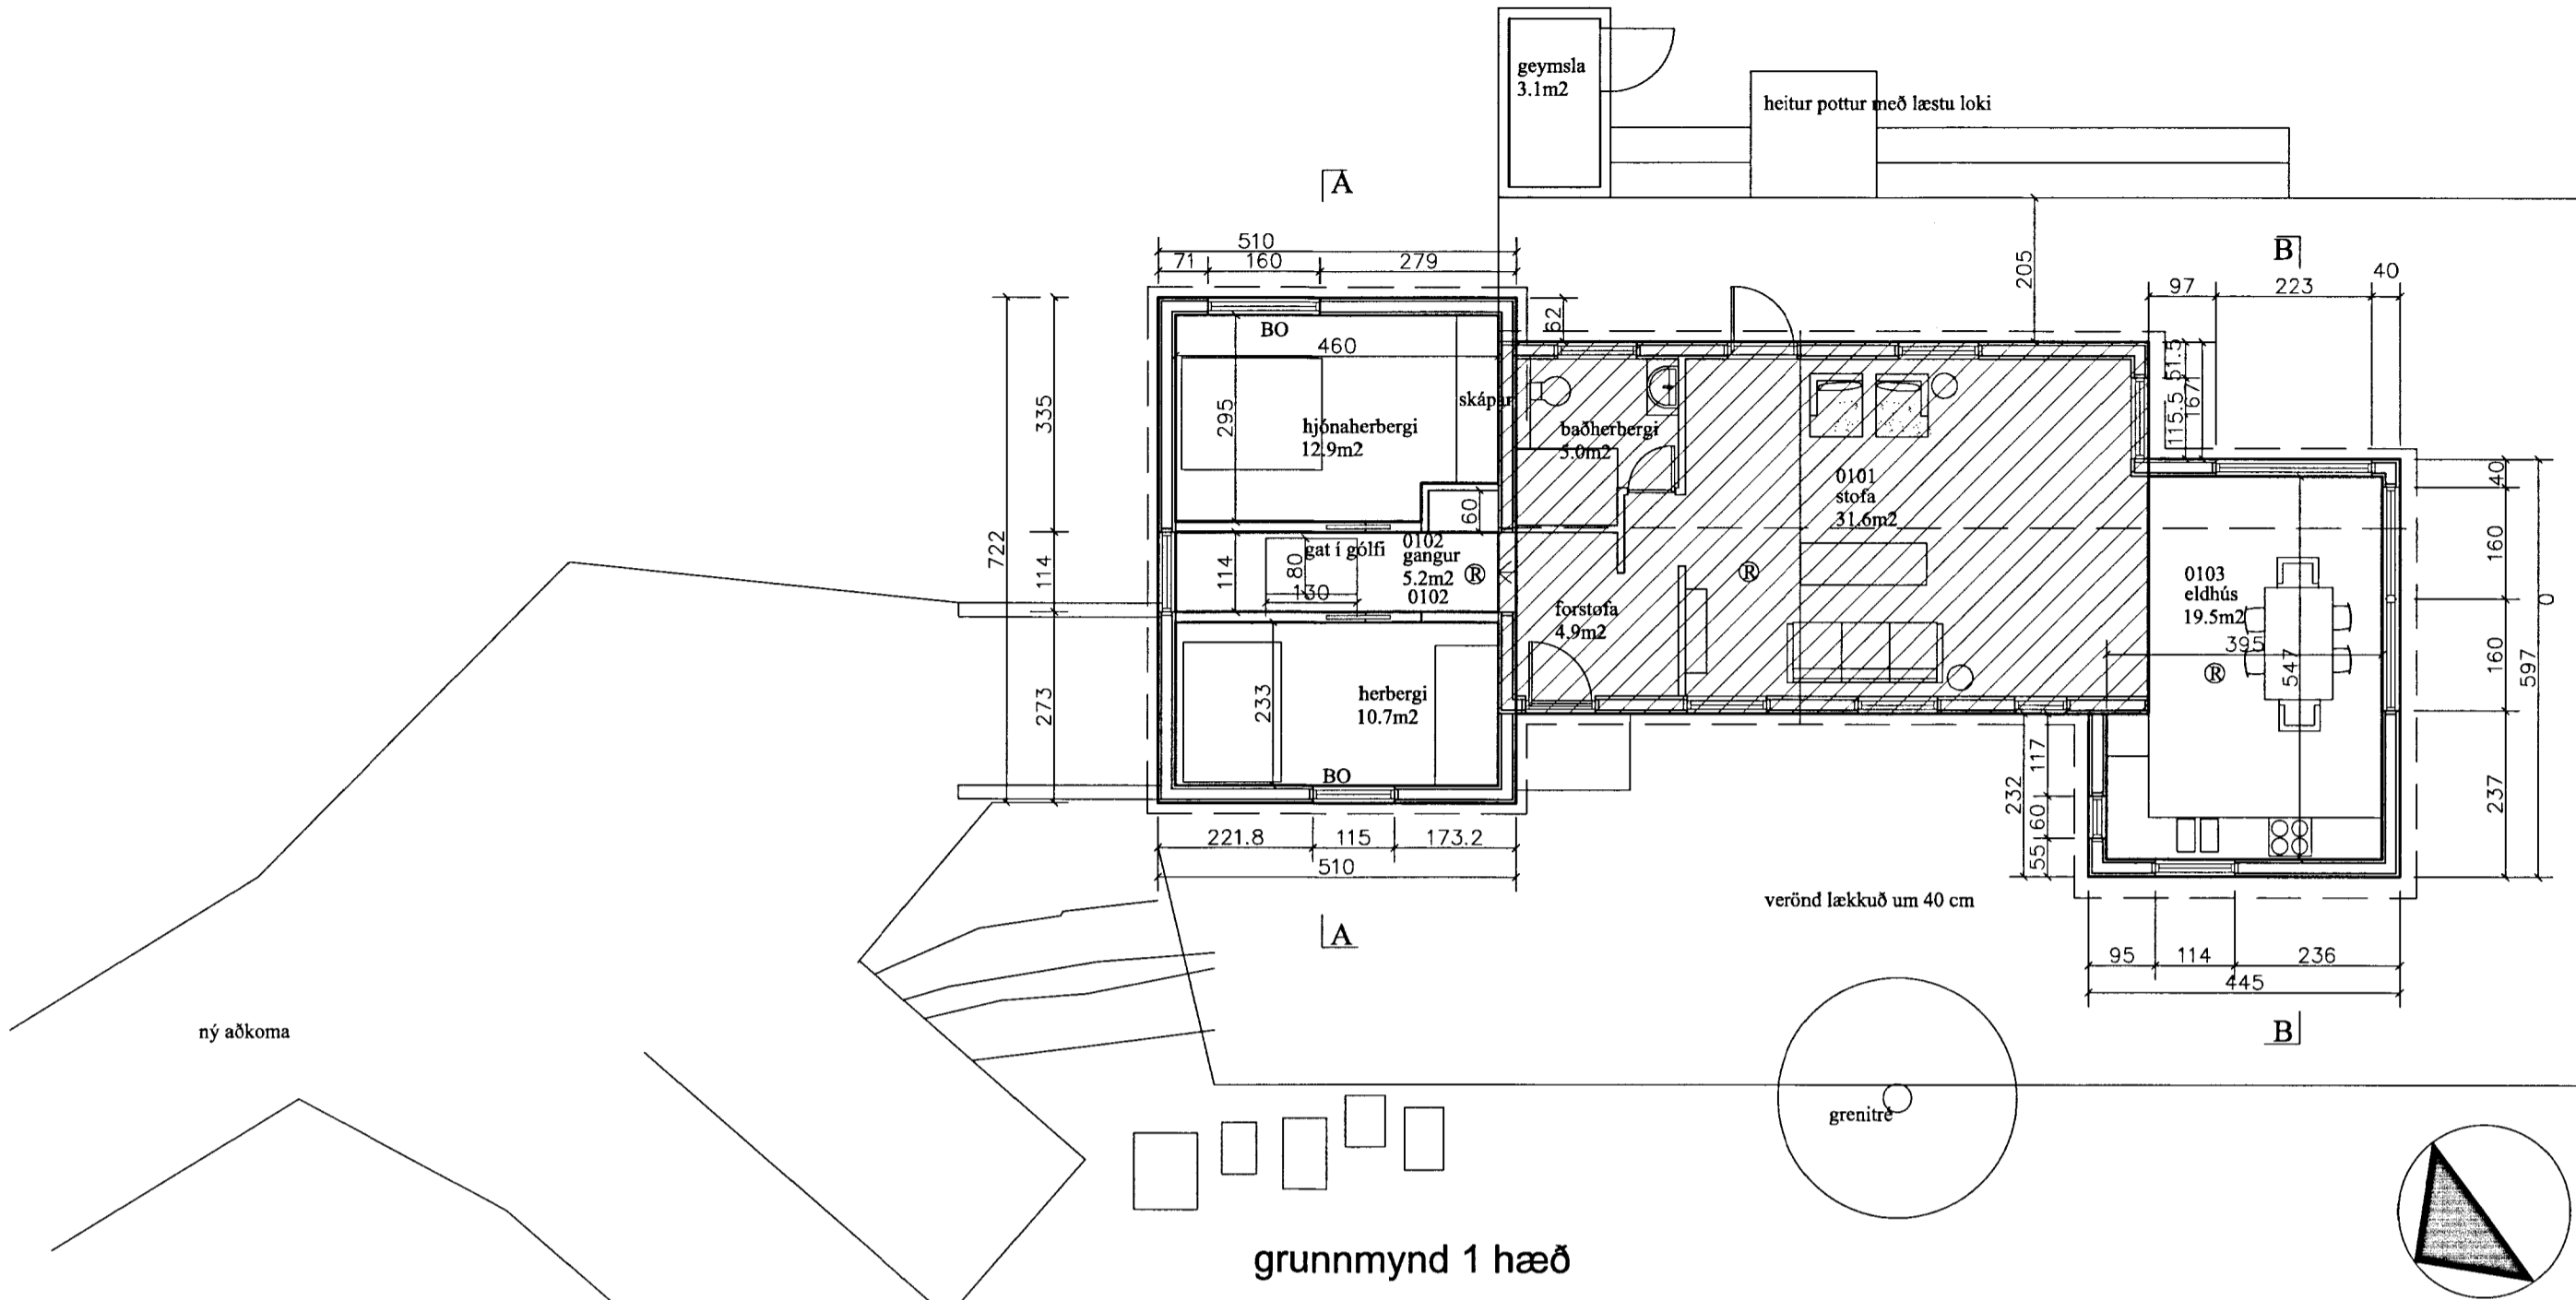 geymsla
3.1m2
heitur pottur með læstu loki
A
B
510
71 160 279
205
97 223 40
62
BO
460
295
skápar
hjónaherbergi
12.9m2
baðherbergi
5.0m2
51.5
115.5
167
0101
stofa
31.6m2
60
335
722
114
273
114
gat í gólfi
80
130
0102
gangur
5.2m2
0102
®
®
forstofa
4.9m2
0103
eldhús
19.5m2
395
547
®
40
160
160
237
597
0
233
herbergi
10.7m2
BO
232
117
60
55
221.8 115 173.2
510
verönd lækkuð um 40 cm
A
95 114 236
445
B
ný aðkoma
grenitré
grunnmynd 1 hæð